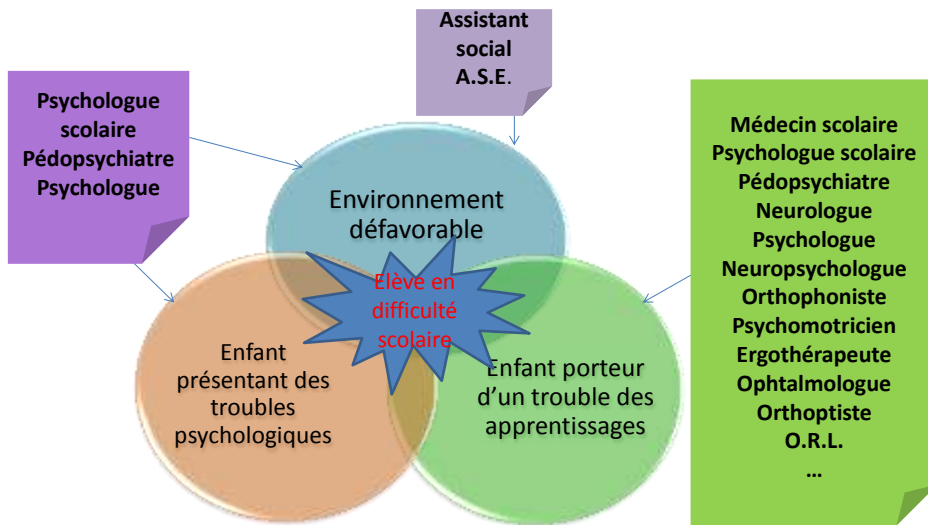 Assistant
social
A.S.E.
Psychologue
scolaire
Pédopsychiatre
Psychologue
Médecin scolaire
Psychologue scolaire
Pédopsychiatre
Neurologue
Psychologue
Neuropsychologue
Orthophoniste
Psychomotricien
Ergothérapeute
Ophtalmologue
Orthoptiste
O.R.L.
…
Environnement
défavorable
Elève en
difficulté
scolaire
Enfant
présentant des
troubles
psychologiques
Enfant porteur
d’un trouble des
apprentissages